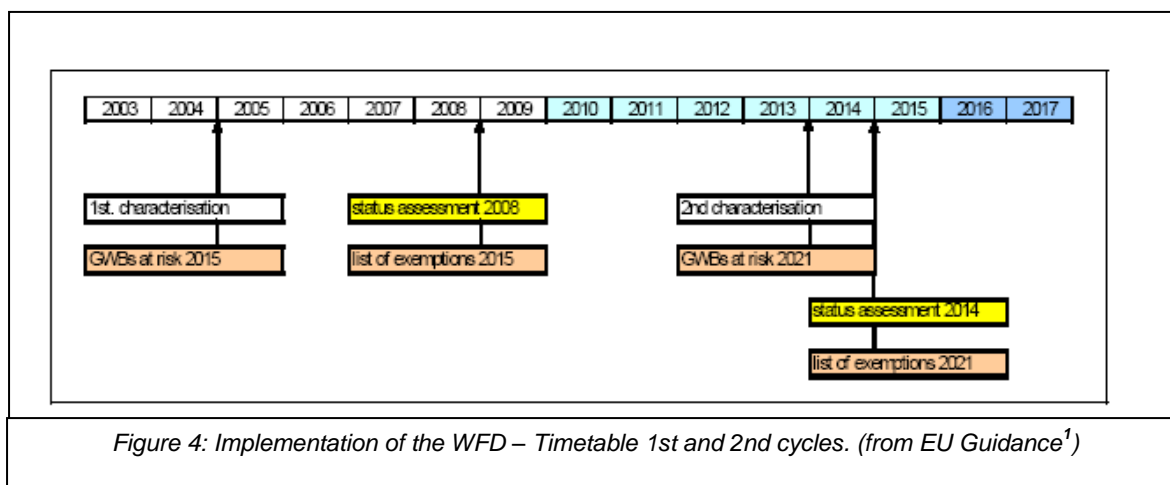 2003 2004 2005 2006 2007 2008 2009 2010 2011 2012 2013 2014 2015 2016 2017
1st. characterisation status assessment 2008 2nd characterisation
GWBs at risk 2015 list of exemptions 2015 GWBs at risk 2021
status assessment 2014
list of exemptions 2021
Figure 4: Implementation of the WFD – Timetable 1st and 2nd cycles. (from EU Guidance¹)